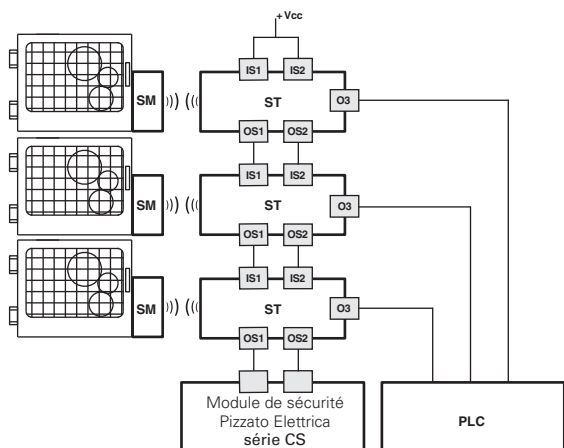 +Vcc
IS1 IS2
SM ST O3
OS1 OS2
IS1 IS2
SM ST O3
OS1 OS2
IS1 IS2
SM ST O3
OS1 OS2
Module de sécurité
Pizzato Elettrica
série CS
PLC